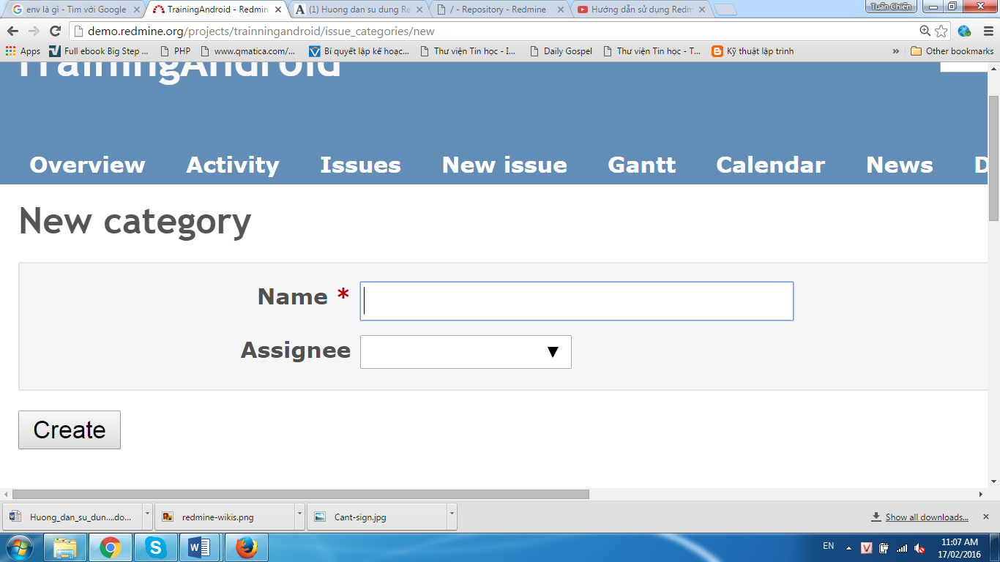 env là gì - Tìm với Google
TrainingAndroid - Redmin
(1) Huong dan su dung Re
/ - Repository - Redmine
Hướng dẫn sử dụng Redm
Tuấn Chiến
demo.redmine.org/projects/trainningandroid/issue_categories/new
Apps
Full ebook Big Step ...
PHP
www.qmatica.com/...
Bí quyết lập kế hoạc...
Thư viện Tin học - I...
Daily Gospel
Thư viện Tin học - T...
Kỹ thuật lập trình
»
Other bookmarks
TrainingAndroid
Overview Activity Issues New issue Gantt Calendar News D
New category
Name *
Assignee
Create
Huong_dan_su_dun....do...
redmine-wikis.png
Cant-sign.jpg
Show all downloads...
EN
11:07 AM
17/02/2016